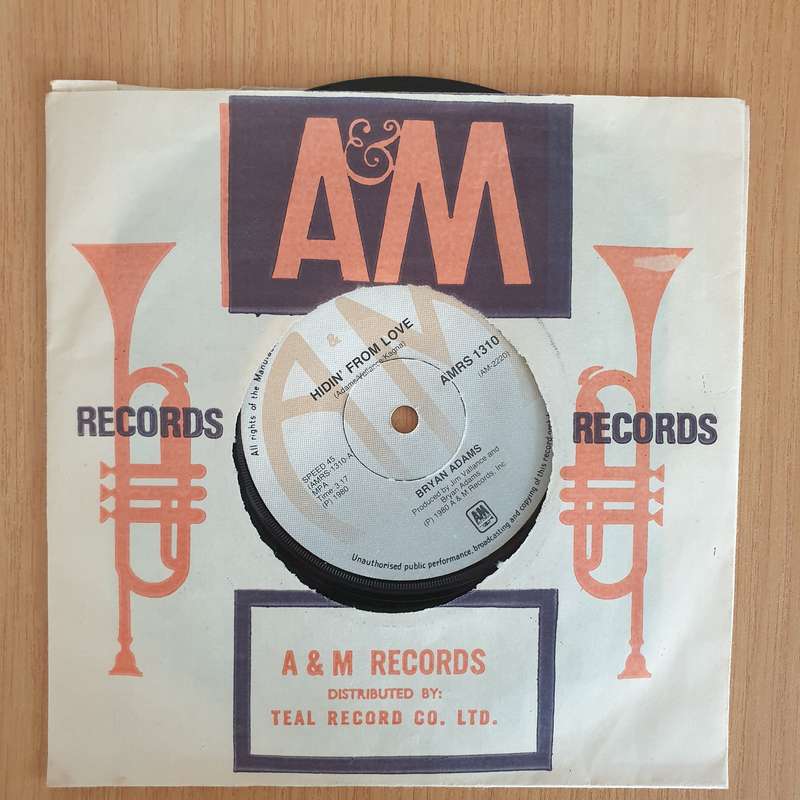 A&M
RECORDS
RECORDS
A&M
HIDIN' FROM LOVE
(Adams-Vallance-Kagna)
AMRS 1310
(AM-2220)
SPEED 45
AMRS-1310-A
MPA
Time 3.17
(P) 1980
BRYAN ADAMS
Produced by Jim Vallance and
Bryan Adams
(P) 1980 A & M Records, Inc.
AM
All rights of the Manu
Unauthorised public performance, broadcasting and copying of this record
A & M RECORDS
DISTRIBUTED BY:
TEAL RECORD CO. LTD.